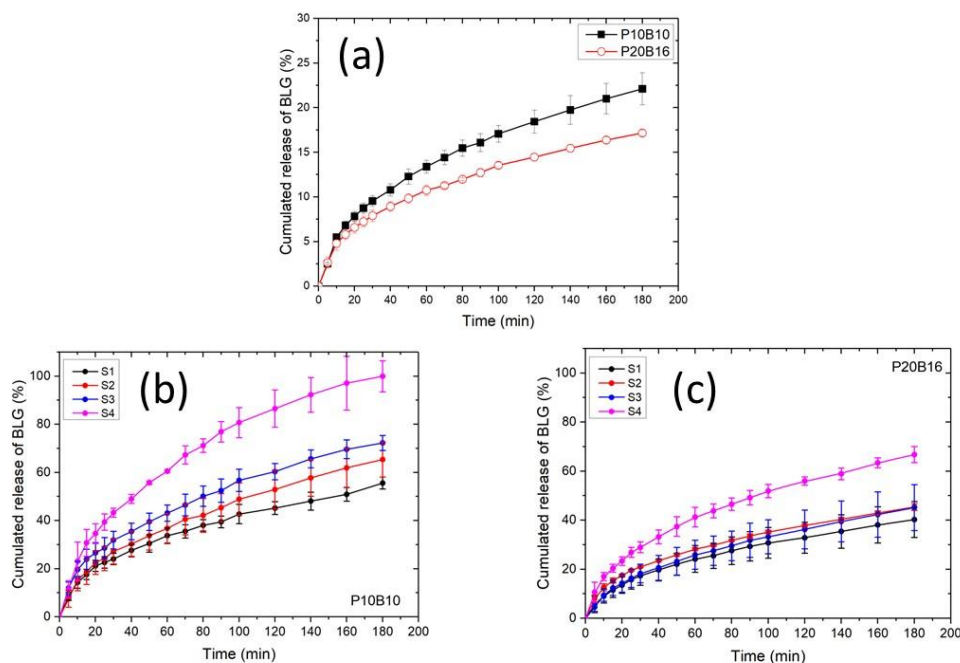 (a)
P10B10
P20B16
30
25
20
15
10
5
0
Cumulated release of BLG (%)
0 20 40 60 80 100 120 140 160 180 200
Time (min)
(b)
S1
S2
S3
S4
100
80
60
40
20
0
Cumulated release of BLG (%)
P10B10
0 20 40 60 80 100 120 140 160 180 200
Time (min)
(c)
S1
S2
S3
S4
P20B16
100
80
60
40
20
0
Cumulated release of BLG (%)
0 20 40 60 80 100 120 140 160 180 200
Time (min)